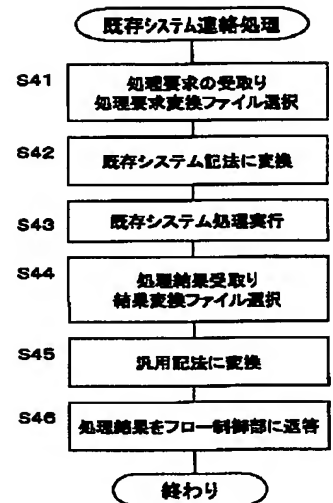 既存システム連絡処理
S41
処理要求の受取り
処理要求変換ファイル選択
S42
既存システム記法に変換
S43
既存システム処理実行
S44
処理結果受取り
結果変換ファイル選択
S45
汎用記法に変換
S46
処理結果をフロー制御部に返答
終わり